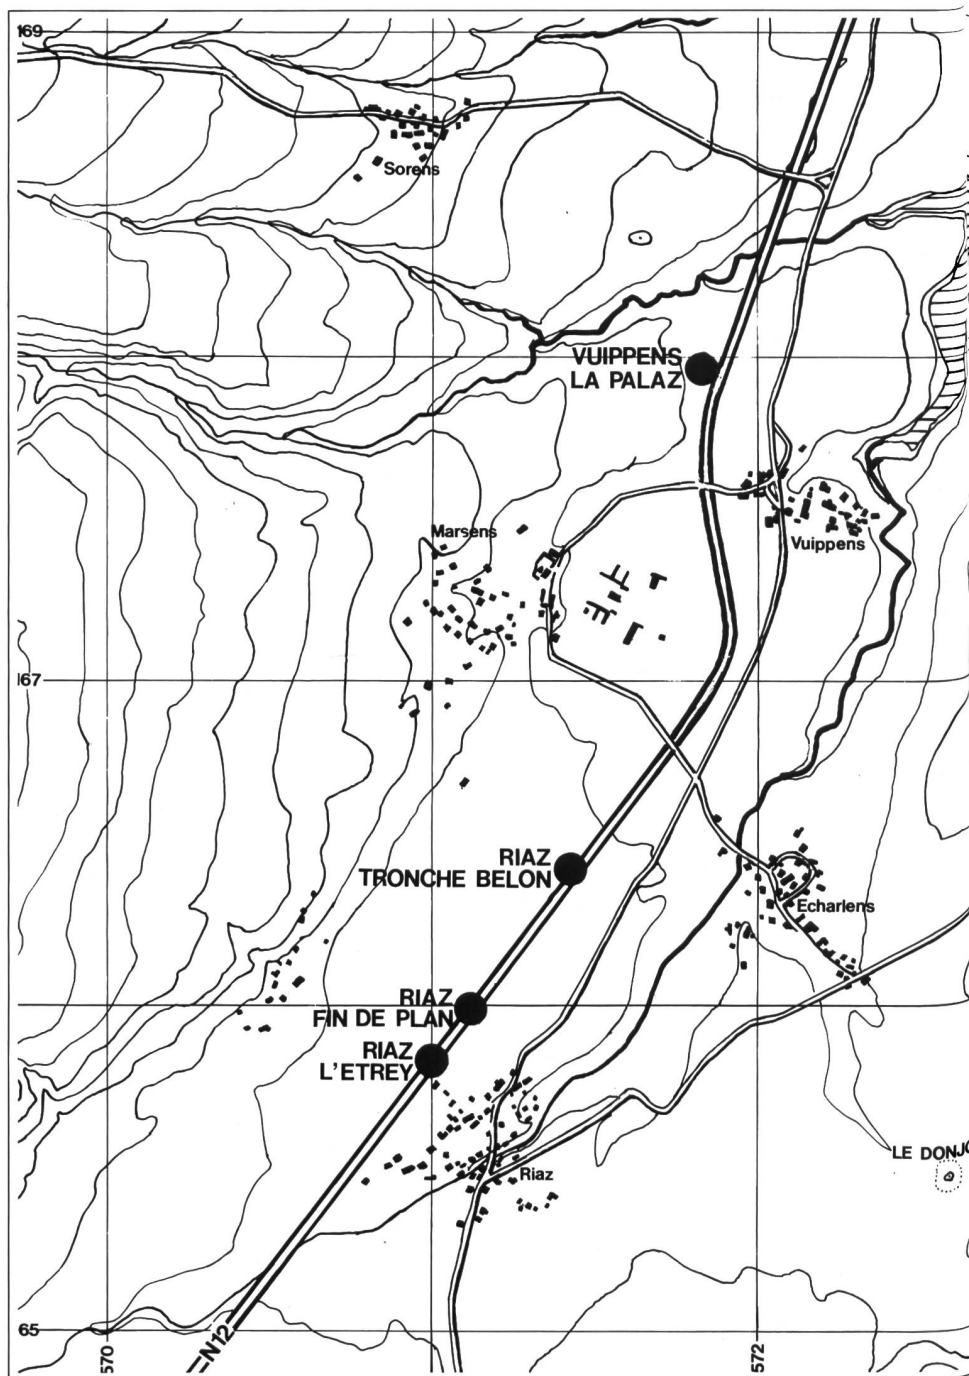 169
Sorens
VUIPPENS
LA PALAZ
Marsens
Vuippens
167
RIAZ
TRONCHE BELON
Echarlens
RIAZ
FIN DE PLAN
RIAZ
L'ETREY
LE DONJO
Riaz
65
N12
570
572